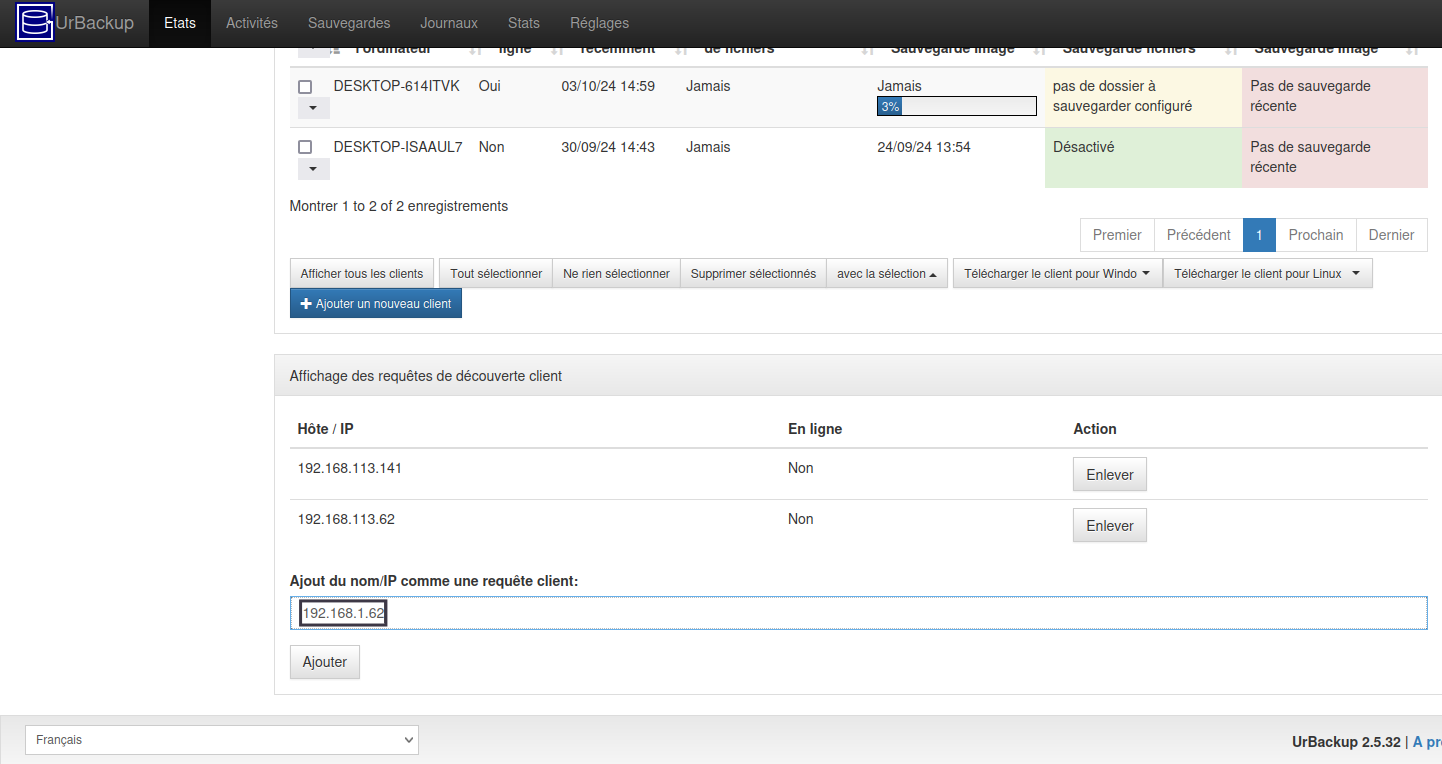 UrBackup Etats Activités Sauvegardes Journaux Stats Réglages
l'ordinateur ligne récemment de fichiers Sauvegarde image Sauvegarde fichiers Sauvegarde image
DESKTOP-614ITVK Oui 03/10/24 14:59 Jamais Jamais pas de dossier à Pas de sauvegarde
3% sauvegarder configuré récente
DESKTOP-ISAAUL7 Non 30/09/24 14:43 Jamais 24/09/24 13:54 Désactivé Pas de sauvegarde
récente
Montrer 1 to 2 of 2 enregistrements
Premier Précédent 1 Prochain Dernier
Afficher tous les clients Tout sélectionner Ne rien sélectionner Supprimer sélectionnés avec la sélection Télécharger le client pour Windo Télécharger le client pour Linux
Ajouter un nouveau client
Affichage des requêtes de découverte client
Hôte / IP En ligne Action
192.168.113.141 Non Enlever
192.168.113.62 Non Enlever
Ajout du nom/IP comme une requête client:
192.168.1.62
Ajouter
Français
UrBackup 2.5.32 | A pr